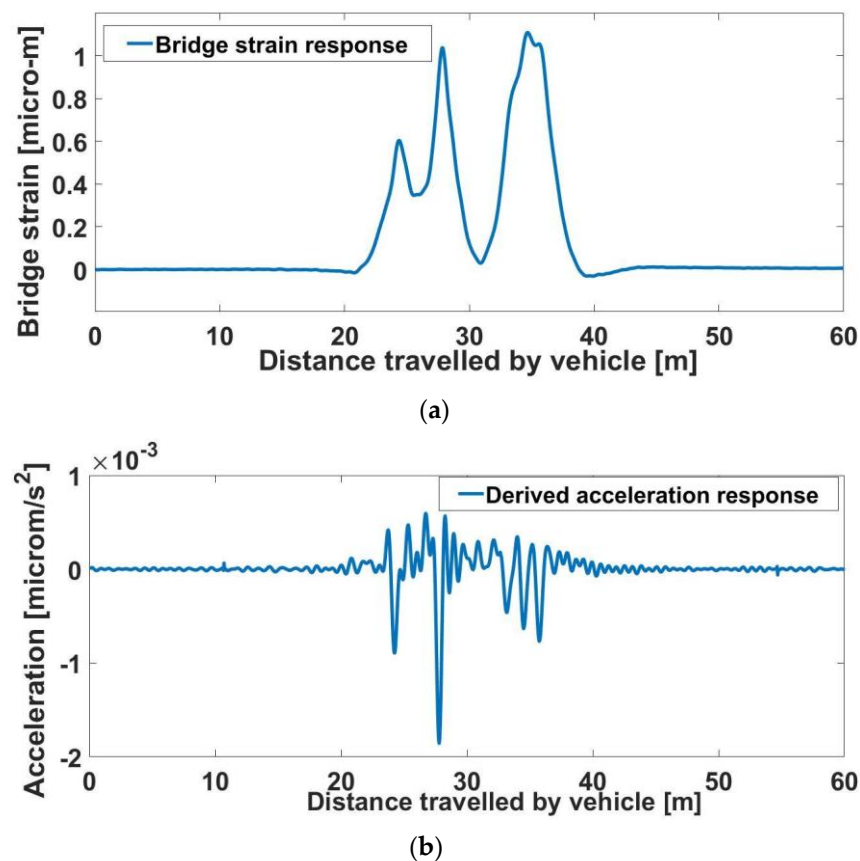 Bridge strain response
Bridge strain [micro-m]
1
0.8
0.6
0.4
0.2
0
0 10 20 30 40 50 60
Distance travelled by vehicle [m]
(a)
×10⁻³
Derived acceleration response
Acceleration [microm/s²]
1
0
-1
-2
0 10 20 30 40 50 60
Distance travelled by vehicle [m]
(b)